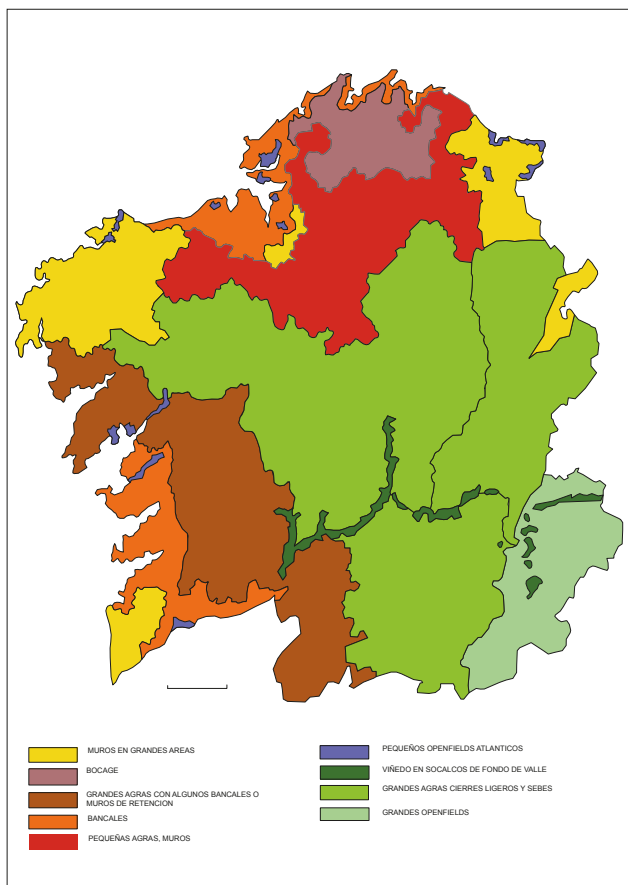 MUROS EN GRANDES AREAS
BOCAGE
GRANDES AGRAS CON ALGUNOS BANCALES O
MUROS DE RETENCION
BANCALES
PEQUEÑAS AGRAS, MUROS
PEQUEÑOS OPENFIELDS ATLANTICOS
VIÑEDO EN SOCALCOS DE FONDO DE VALLE
GRANDES AGRAS CIERRES LIGEROS Y SEBES
GRANDES OPENFIELDS